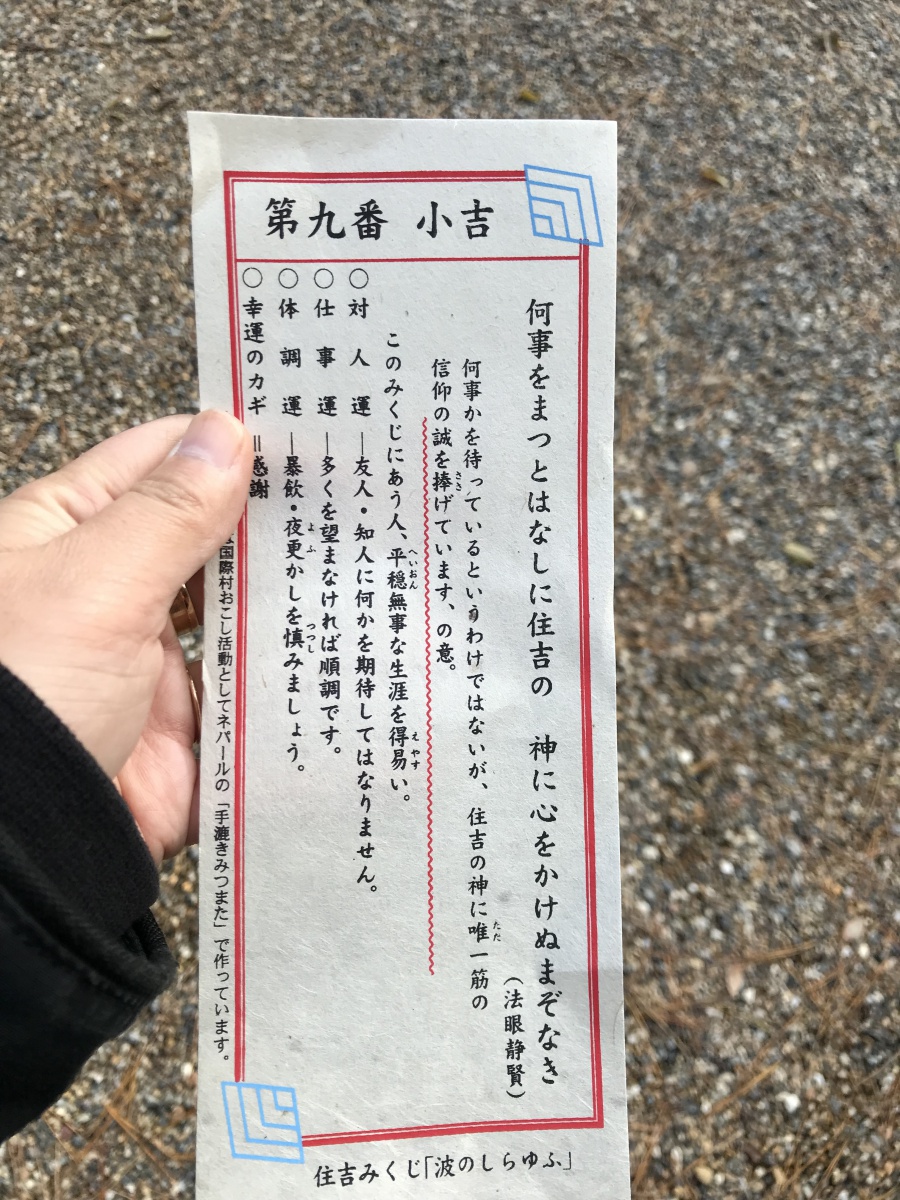 第九番 小吉
何事をまつとはなしに住吉の 神に心をかけぬまぞなき
(法眼静賢)
何事かを待っているというわけではないが、住吉の神に唯一筋の
信仰の誠を捧げています、の意。
このみくじにあう人、平穏無事な生涯を得易い。
○対人運―友人・知人に何かを期待してはなりません。
○仕事運―多くを望まなければ順調です。
○体調運―暴飲・夜更かしを慎みましょう。
○幸運のカギ=感謝
国際村おこし活動としてネパールの「手漉きみつまた」で作っています。
住吉みくじ「波のしらゆふ」